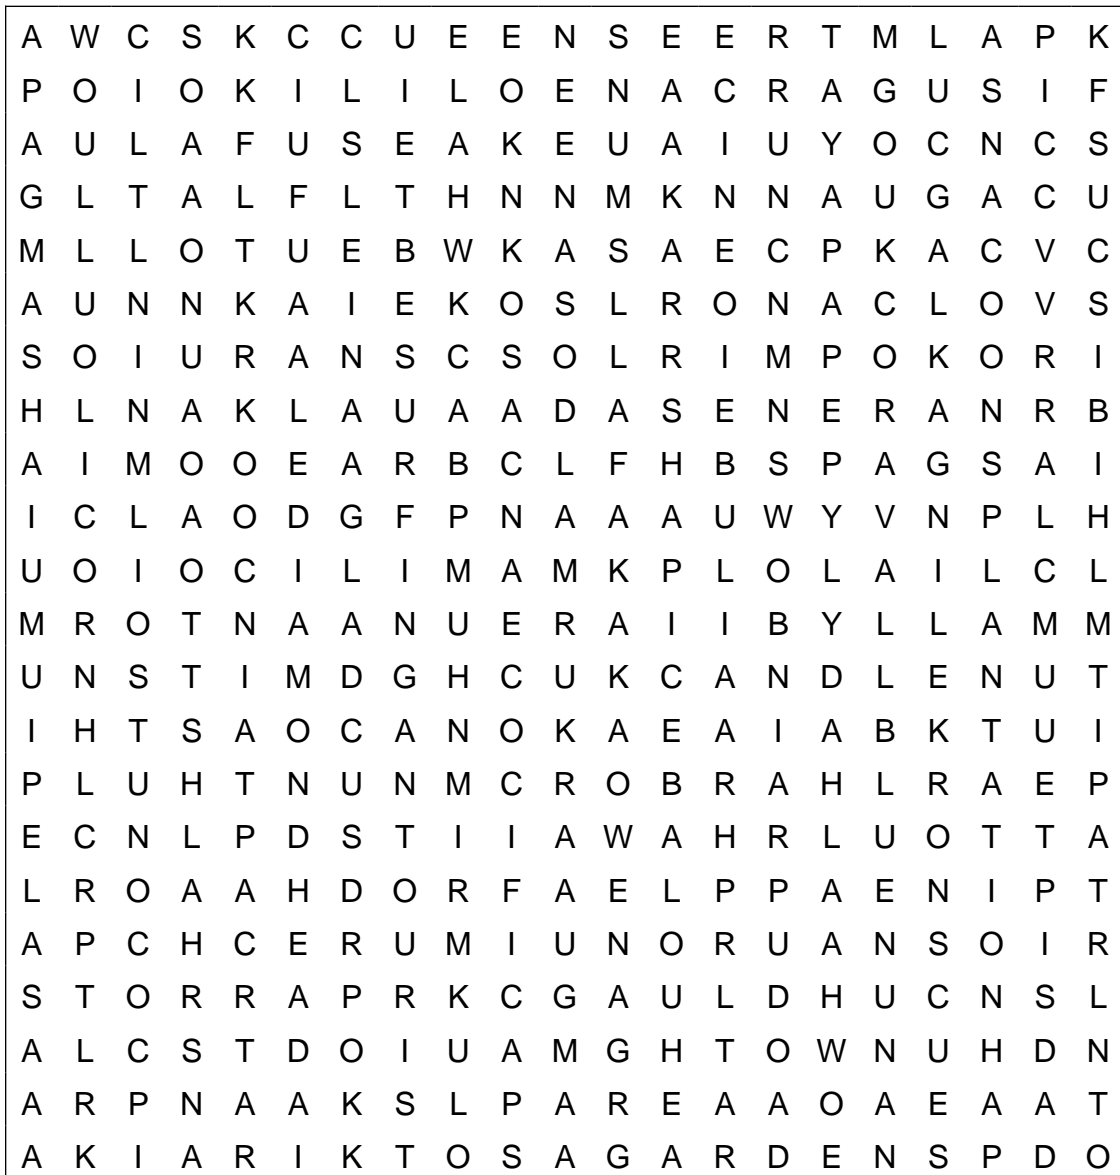 A W C S K C C U E E N S E E R T M L A P K
P O I O K I L I L O E N A C R A G U S I F
A U L A F U S E A K E U A I U Y O C N C S
G L T A L F L T H N N M K N N A U G A C U
M L L O T U E B W K A S A E C P K A C V C
A U N N K A I E K O S L R O N A C L O V S
S O I U R A N S C S O L R I M P O K O R I
H L N A K L A U A A D A S E N E R A N R B
A I M O O E A R B C L F H B S P A G S A I
I C L A O D G F P N A A A U W Y V N P L H
U O I O C I L I M A M K P L O L A I L C L
M R O T N A A N U E R A I I B Y L L A M M
U N S T I M D G H C U K C A N D L E N U T
I H T S A O C A N O K A E A I A B K T U I
P L U H T N U N M C R O B R A H L R A E P
E C N L P D S T I I A W A H R L U O T T A
L R O A A H D O R F A E L P P A E N I P T
A P C H C E R U M I U N O R U A N S O I R
S T O R R A P R K C G A U L D H U C N S L
A L C S T D O I U A M G H T O W N U H D N
A R P N A A K S L P A R E A A O A E A A T
A K I A R I K T O S A G A R D E N S P D O